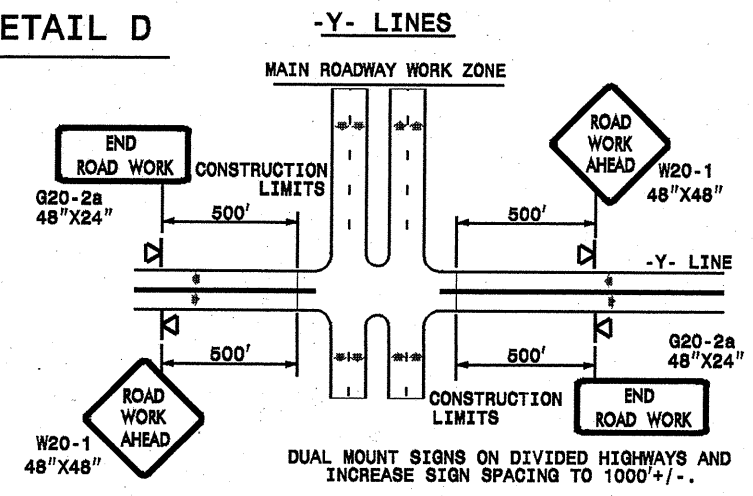 ETAIL D
-Y- LINES
MAIN ROADWAY WORK ZONE
END
ROAD WORK
G20-2a
48"X24"
CONSTRUCTION
LIMITS
500'
ROAD
WORK
AHEAD
W20-1
48"X48"
500'
-Y- LINE
500'
ROAD
WORK
AHEAD
W20-1
48"X48"
500'
G20-2a
48"X24"
CONSTRUCTION
LIMITS
END
ROAD WORK
DUAL MOUNT SIGNS ON DIVIDED HIGHWAYS AND
INCREASE SIGN SPACING TO 1000'+/-.